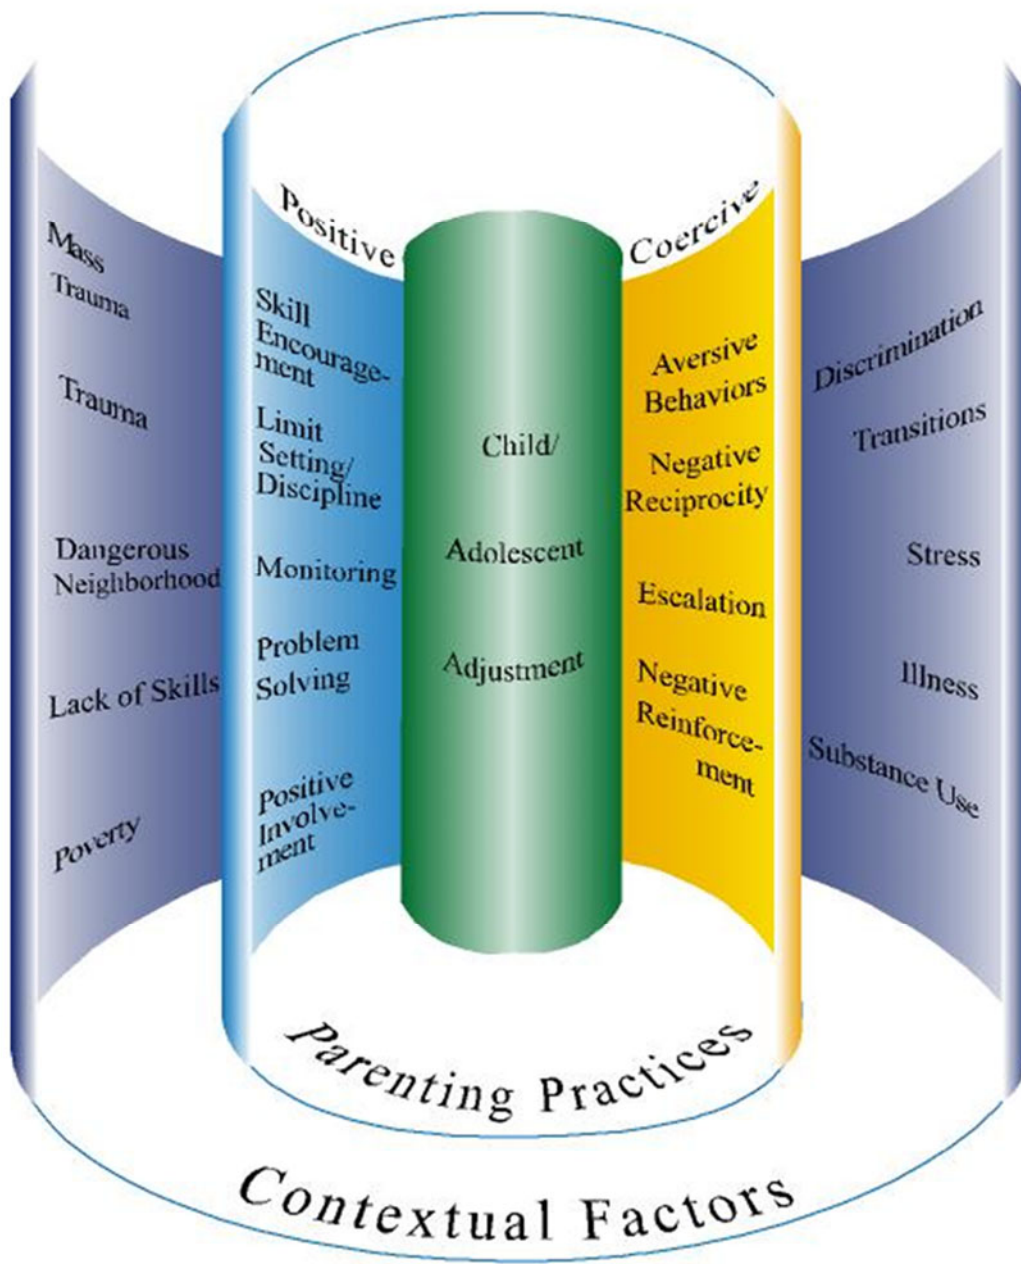 Mass
Trauma
Trauma
Dangerous
Neighborhood
Lack of Skills
Poverty
Positive
Skill
Encourage-
ment
Limit
Setting/
Discipline
Monitoring
Problem
Solving
Positive
Involve-
ment
Child/
Adolescent
Adjustment
Coercive
Aversive
Behaviors
Negative
Reciprocity
Escalation
Negative
Reinforce-
ment
Discrimination
Transitions
Stress
Illness
Substance Use
Parenting Practices
Contextual Factors